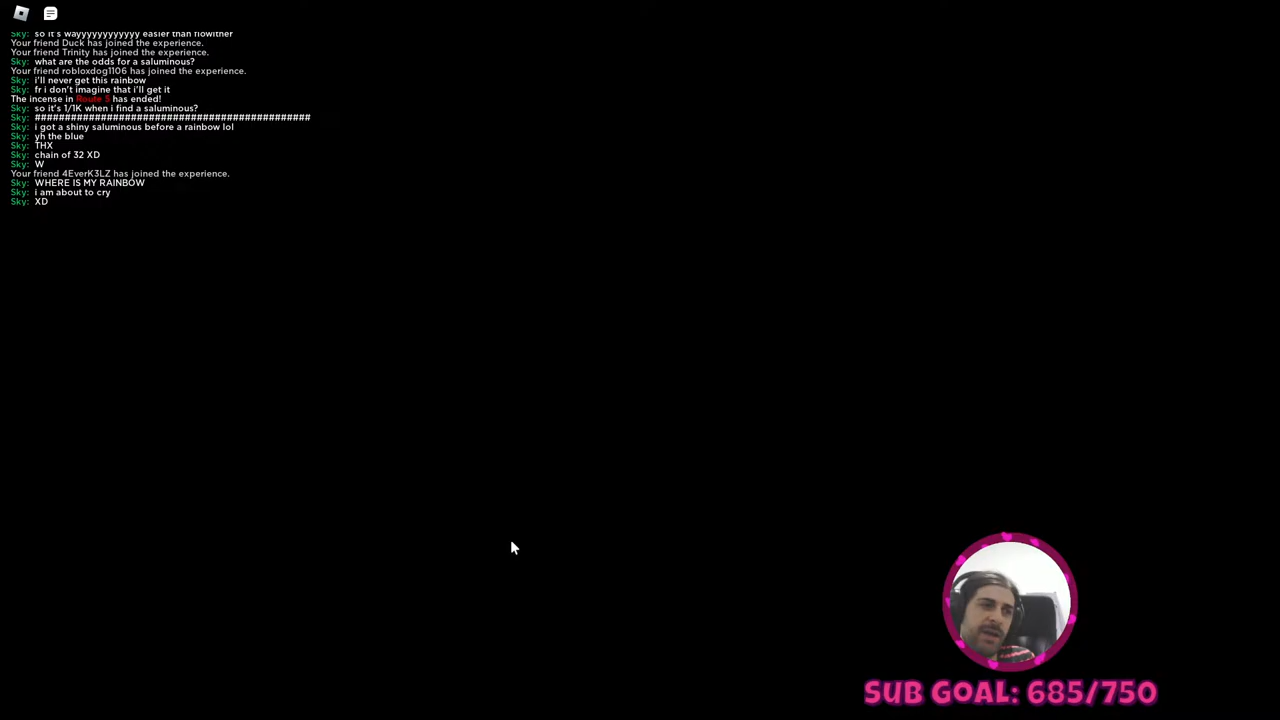 Sky: so it's wayyyyyyyyyyyy easier than flowither
Your friend Duck has joined the experience.
Your friend Trinity has joined the experience.
Sky: what are the odds for a saluminous?
Your friend robloxdog1106 has joined the experience.
Sky: i'll never get this rainbow
Sky: fr i don't imagine that i'll get it
The incense in Route 5 has ended!
Sky: so it's 1/1K when i find a saluminous?
Sky: ##############################################
Sky: i got a shiny saluminous before a rainbow lol
Sky: yh the blue
Sky: THX
Sky: chain of 32 XD
Sky: W
Your friend 4EverK3LZ has joined the experience.
Sky: WHERE IS MY RAINBOW
Sky: i am about to cry
Sky: XD
SUB GOAL: 685/750